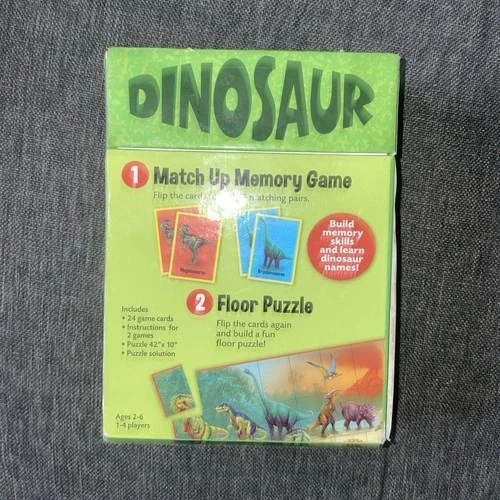 DINOSAUR
1 Match Up Memory Game
Flip the cards atching pairs.
Build
memory
skills
and learn
dinosaur
names!
2 Floor Puzzle
Flip the cards again
and build a fun
floor puzzle!
Includes
• 24 game cards
• Instructions for
2 games
• Puzzle 42"x 10"
• Puzzle solution
Ages 2-6
1-4 players